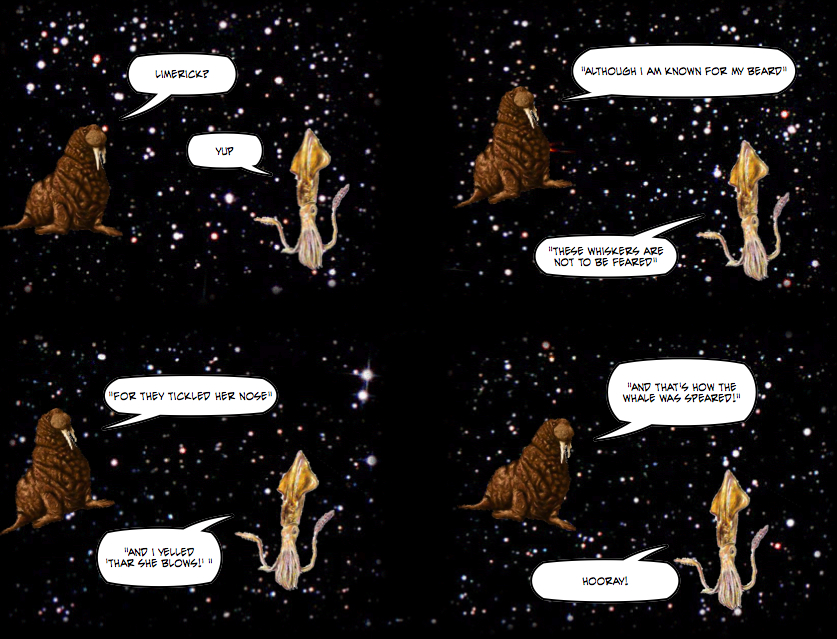 LIMERICK?
YUP
"ALTHOUGH I AM KNOWN FOR MY BEARD"
"THESE WHISKERS ARE
NOT TO BE FEARED"
"FOR THEY TICKLED HER NOSE"
"AND I YELLED
'THAR SHE BLOWS!' "
"AND THAT'S HOW THE
WHALE WAS SPEARED!"
HOORAY!